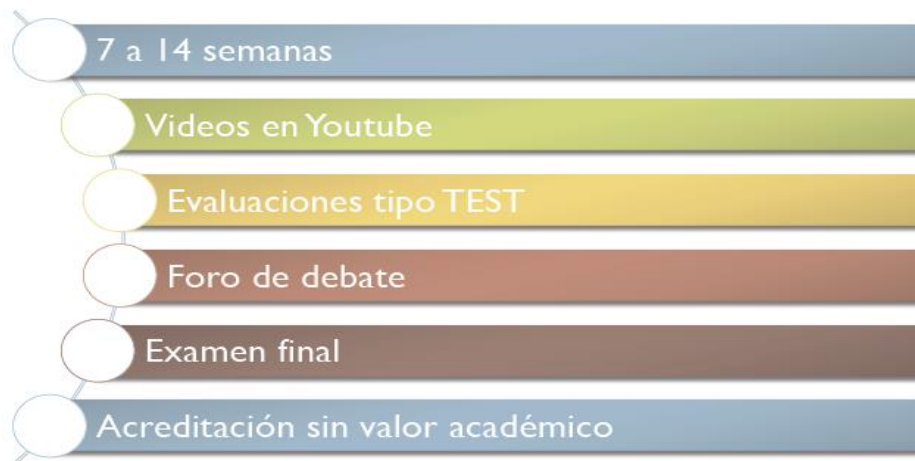 7 a 14 semanas
Videos en Youtube
Evaluaciones tipo TEST
Foro de debate
Examen final
Acreditación sin valor académico